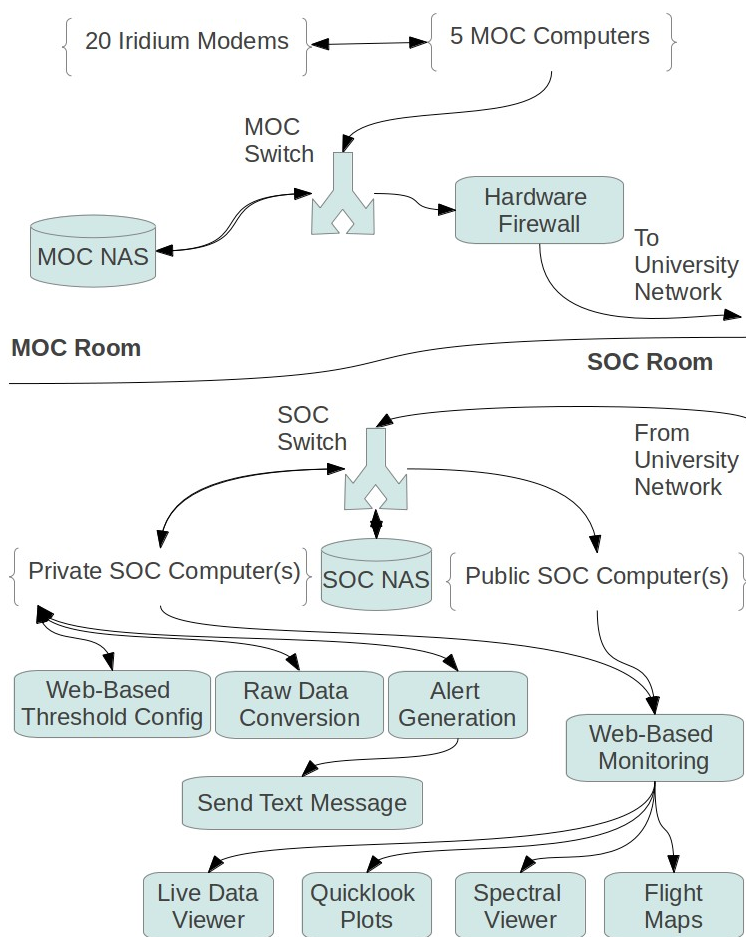 20 Iridium Modems
5 MOC Computers
MOC
Switch
Hardware
Firewall
MOC NAS
To
University
Network
MOC Room
SOC Room
SOC
Switch
From
University
Network
Private SOC Computer(s)
SOC NAS
Public SOC Computer(s)
Web-Based
Threshold Config
Raw Data
Conversion
Alert
Generation
Web-Based
Monitoring
Send Text Message
Live Data
Viewer
Quicklook
Plots
Spectral
Viewer
Flight
Maps